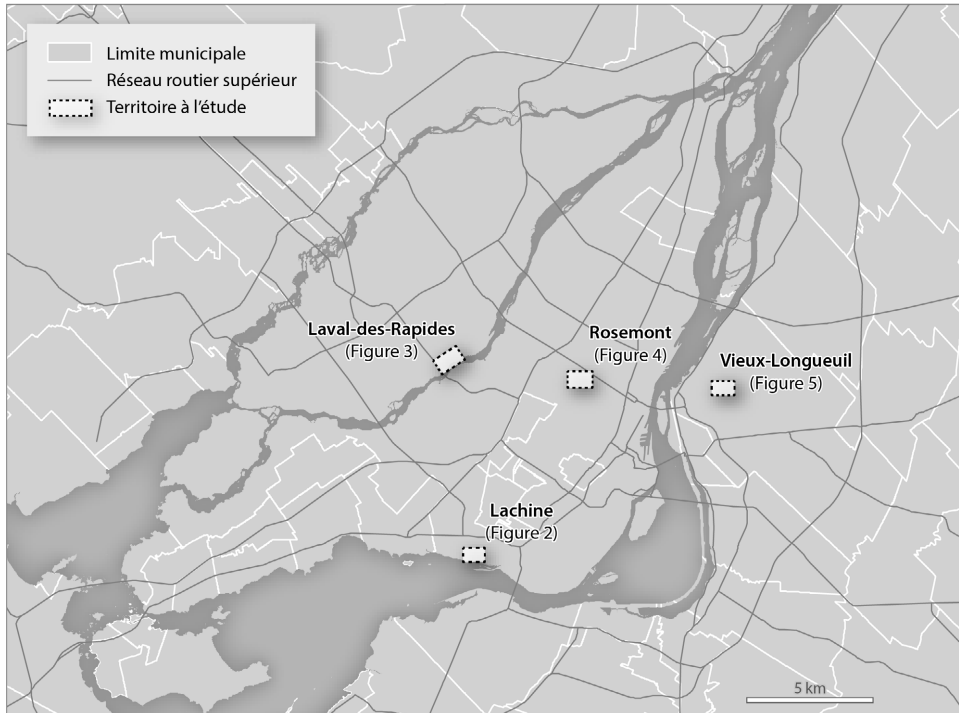 Limite municipale
Réseau routier supérieur
Territoire à l'étude
Laval-des-Rapides
(Figure 3)
Rosemont
(Figure 4)
Vieux-Longueuil
(Figure 5)
Lachine
(Figure 2)
5 km